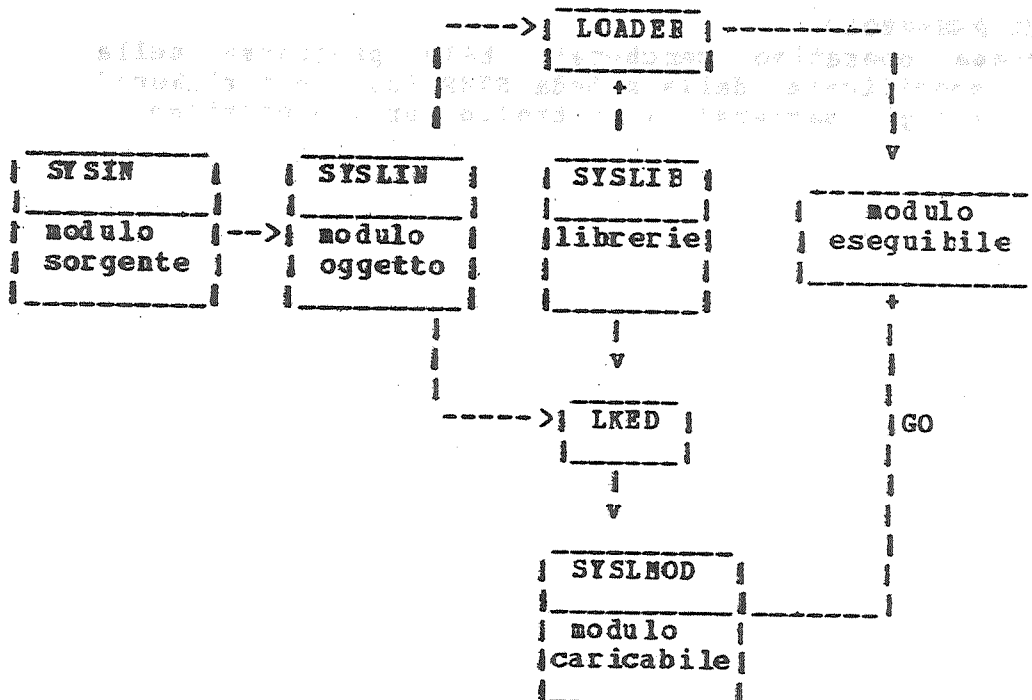 LOADER
SYSIN
modulo
sorgente
SYSLIN
modulo
oggetto
SYSLIB
librerie
modulo
eseguibile
LKED
GO
SYSLMOD
modulo
caricabile